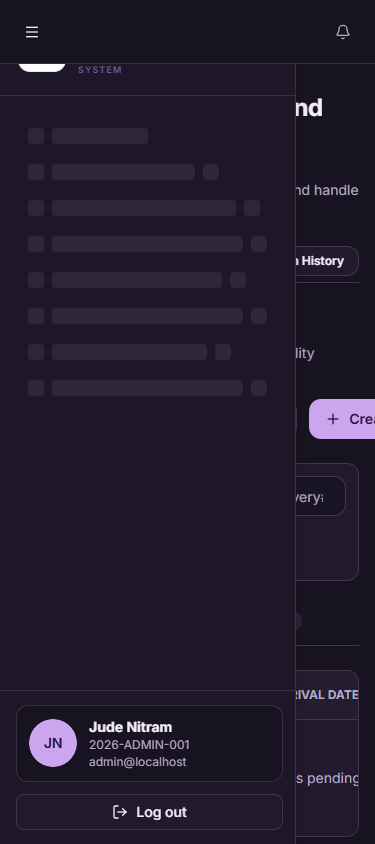 SYSTEM
nd
nd handle
History
lity
Crea
RIVAL DATE
s pending
JN
Jude Nitram
2026-ADMIN-001
admin@localhost
Log out